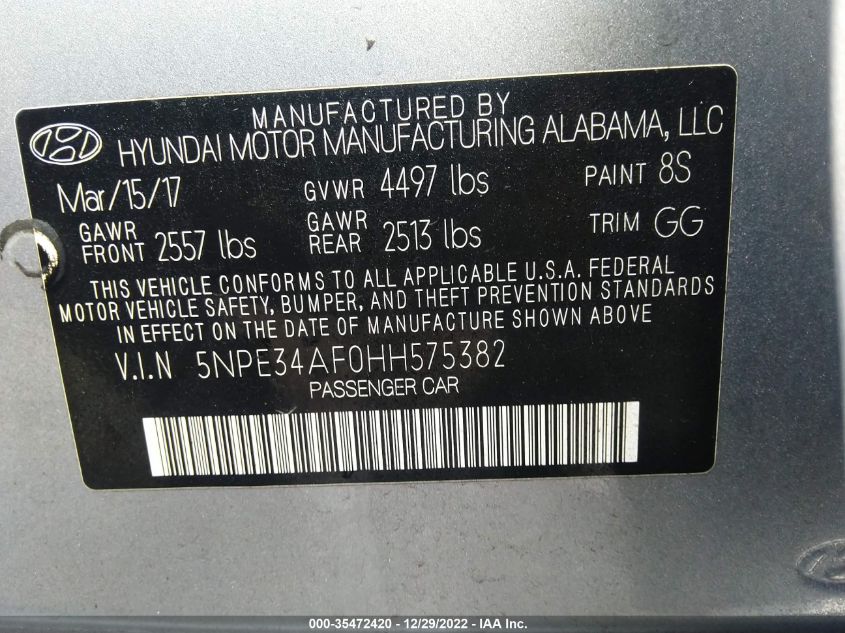 MANUFACTURED BY
HYUNDAI MOTOR MANUFACTURING ALABAMA, LLC
Mar/15/17 GVWR 4497 lbs PAINT 8S
GAWR FRONT 2557 lbs GAWR REAR 2513 lbs TRIM GG
THIS VEHICLE CONFORMS TO ALL APPLICABLE U.S.A. FEDERAL
MOTOR VEHICLE SAFETY, BUMPER, AND THEFT PREVENTION STANDARDS
IN EFFECT ON THE DATE OF MANUFACTURE SHOWN ABOVE
V.I.N 5NPE34AF0HH575382
PASSENGER CAR
000-35472420 - 12/29/2022 - IAA Inc.